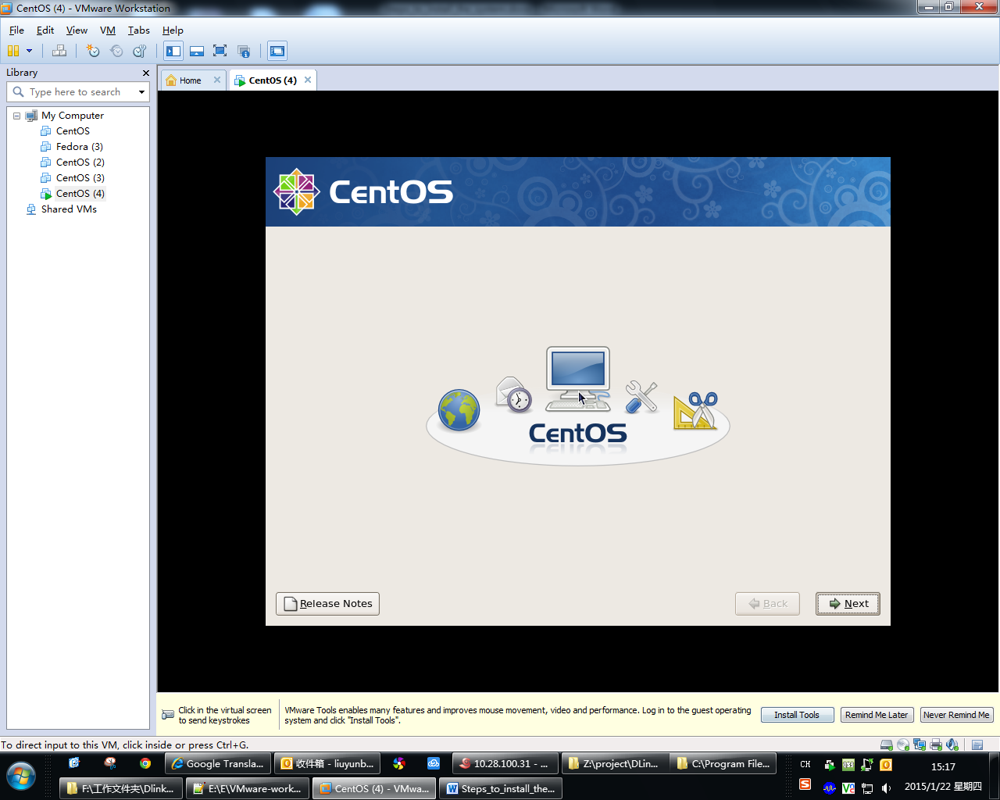 CentOS (4) - VMware Workstation
File Edit View VM Tabs Help
Library
Home
CentOS (4)
Type here to search
My Computer
CentOS
Fedora (3)
CentOS (2)
CentOS (3)
CentOS (4)
Shared VMs
CentOS
CentOS
Release Notes
Back
Next
Click in the virtual screen
to send keystrokes
VMware Tools enables many features and improves mouse movement, video and performance. Log in to the guest operating
system and click "Install Tools".
Install Tools
Remind Me Later
Never Remind Me
To direct input to this VM, click inside or press Ctrl+G.
Google Transla...
收件箱 - liuyunb...
10.28.100.31 - ...
Z:\project\DLin...
C:\Program File...
CH
15:17
F:\工作文件夹\Dlink...
E:\E\VMware-work...
CentOS (4) - VMwa...
Steps_to_install_the...
2015/1/22 星期四